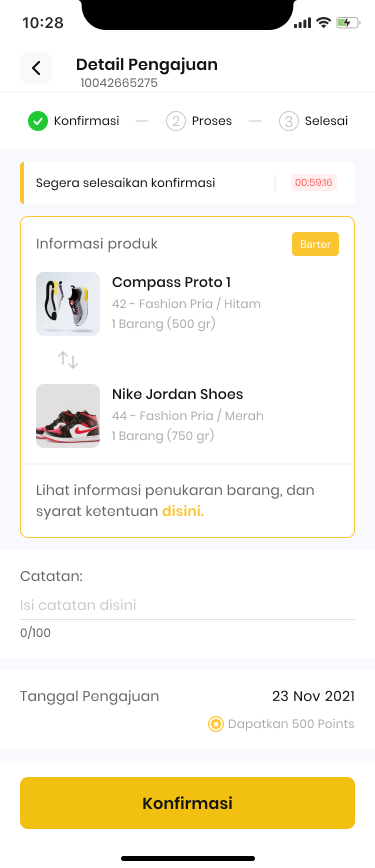 10:28
Detail Pengajuan
10042665275
Konfirmasi
2 Proses
3 Selesai
Segera selesaikan konfirmasi
00:59:16
Informasi produk
Barter
Compass Proto 1
42 - Fashion Pria / Hitam
1 Barang (500 gr)
Nike Jordan Shoes
44 - Fashion Pria / Merah
1 Barang (750 gr)
Lihat informasi penukaran barang, dan
syarat ketentuan disini.
Catatan:
Isi catatan disini
0/100
Tanggal Pengajuan
23 Nov 2021
Dapatkan 500 Points
Konfirmasi